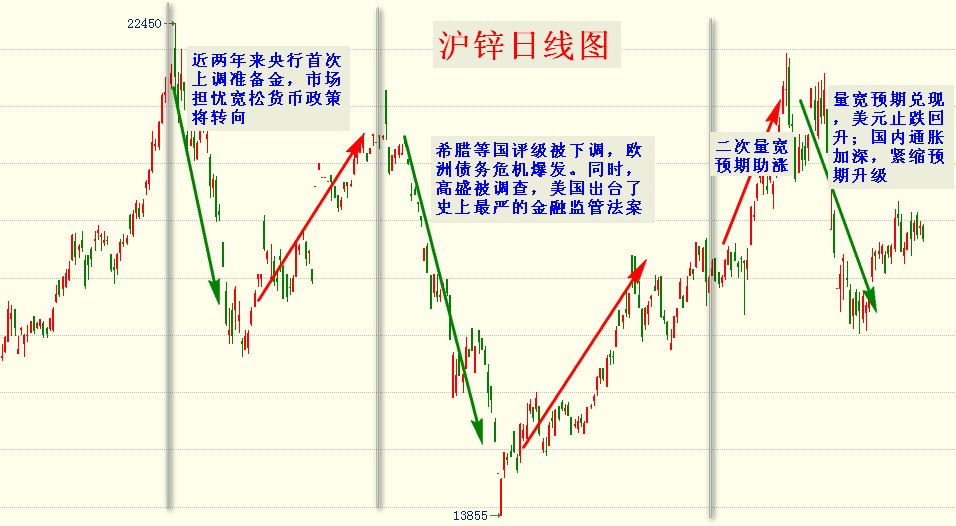 22450
沪锌日线图
近两年来央行首次
上调准备金，市场
担忧宽松货币政策
将转向
希腊等国评级被下调，欧
洲债务危机爆发。同时，
高盛被调查，美国出台了
史上最严的金融监管法案
二次量宽
预期助涨
量宽预期兑现
，美元止跌回
升；国内通胀
加深，紧缩预
期升级
13855